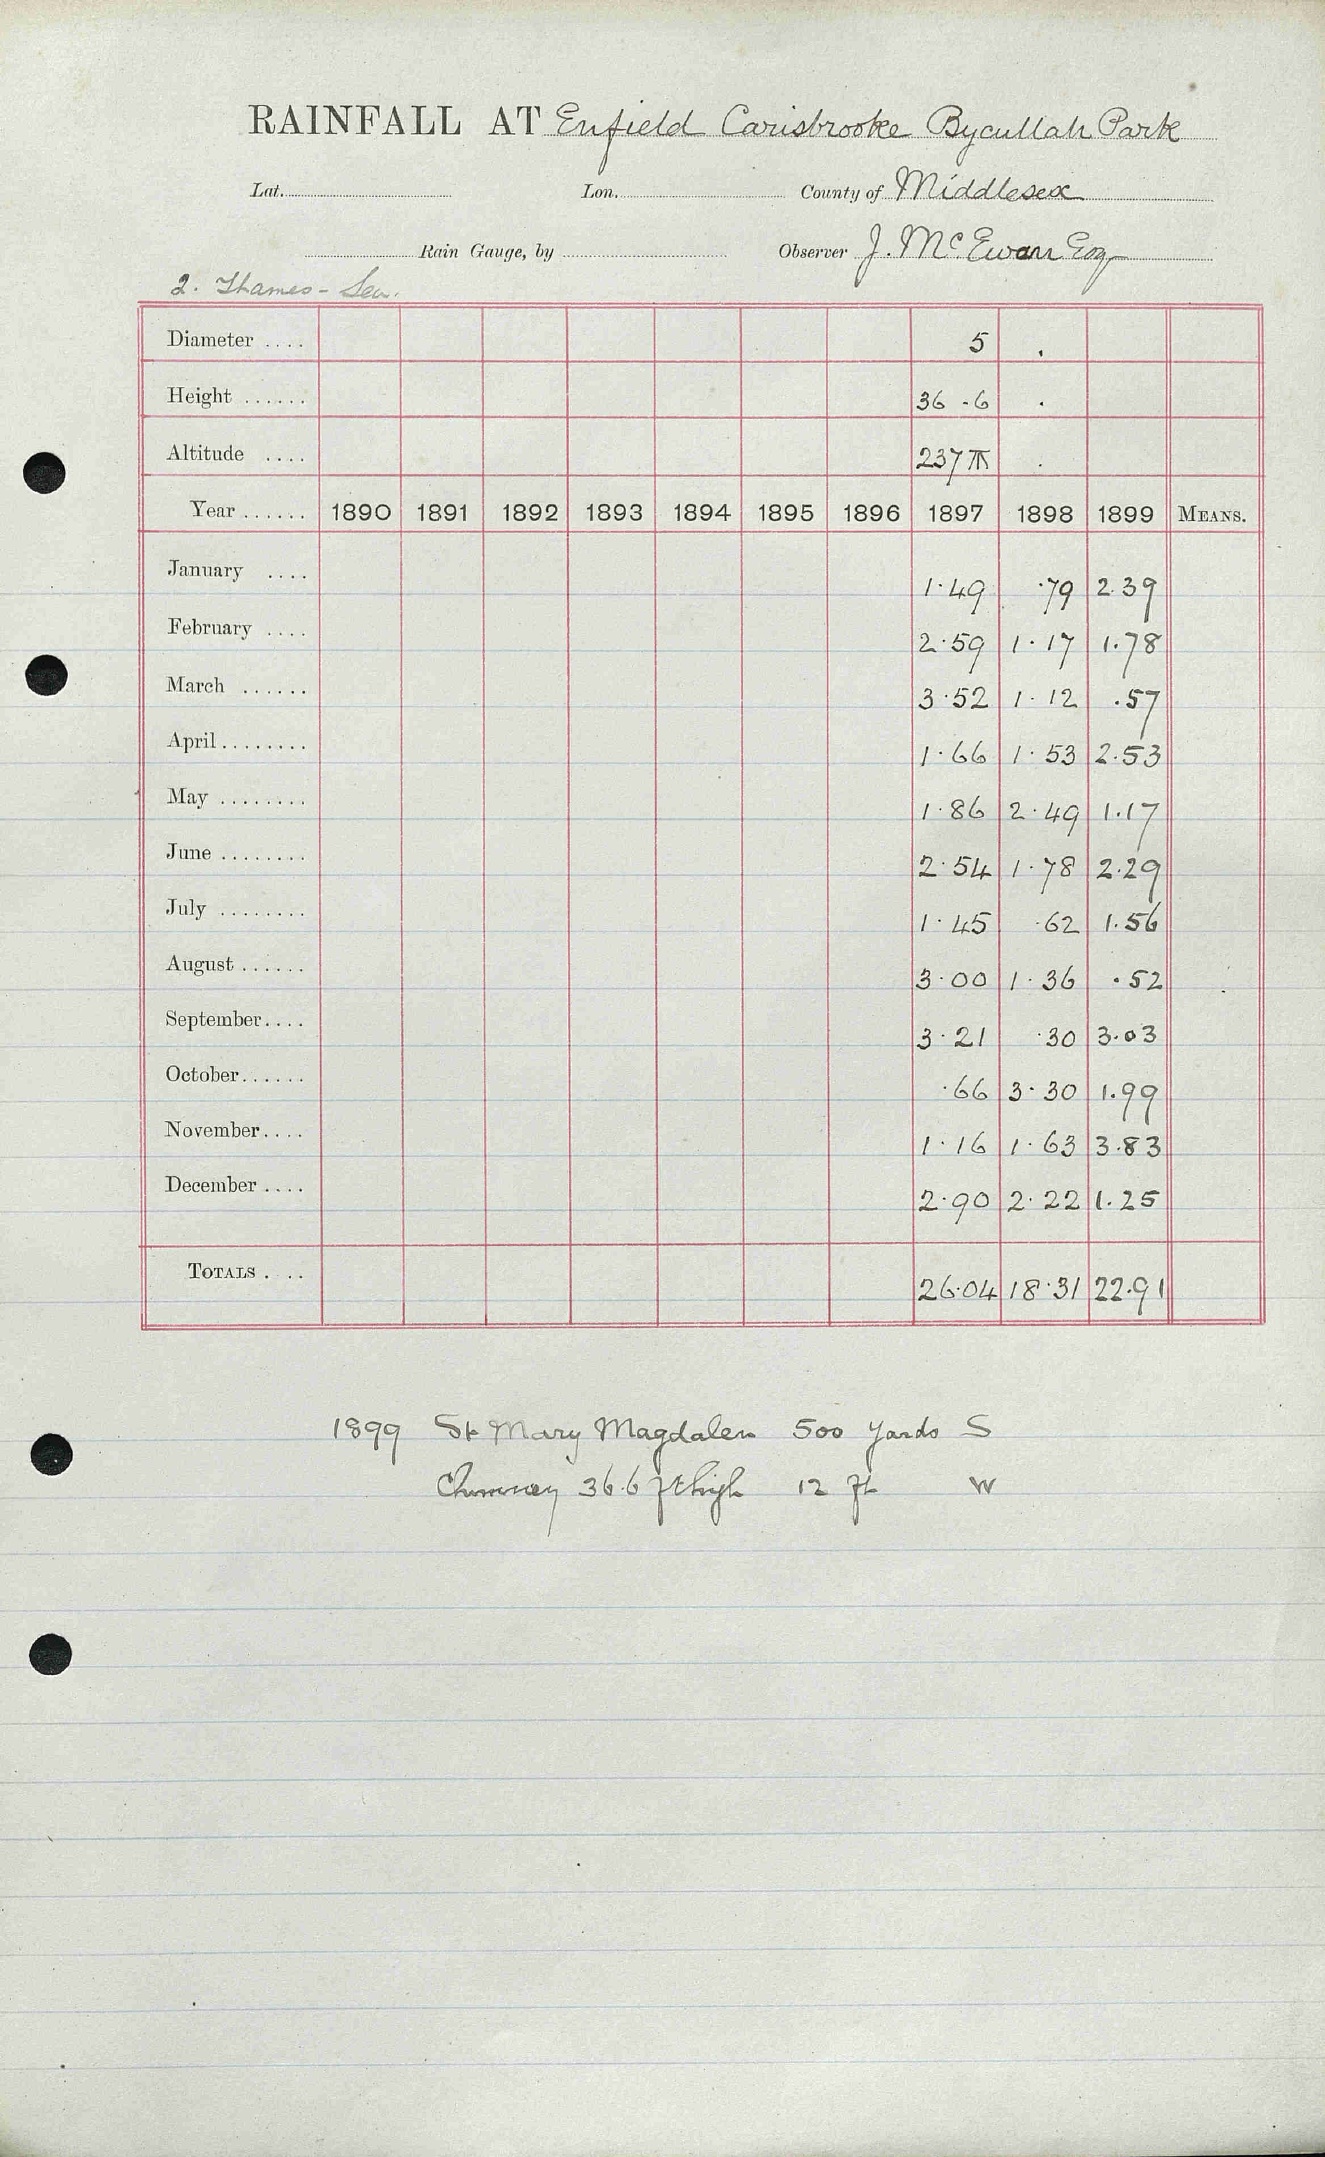 RAINFALL AT Enfield Carisbrooke Bycullah Park
Lat. Lon. County of Middlesex
Rain Gauge, by Observer J. McEwan Esq
2. Thames - Lea.
Diameter .... 5 .
Height ...... 36 .6 .
Altitude .... 237 .
Year ...... 1890 1891 1892 1893 1894 1895 1896 1897 1898 1899 MEANS.
January .... 1.49 .79 2.39
February .... 2.59 1.17 1.78
March ...... 3.52 1.12 .57
April ........ 1.66 1.53 2.53
May ........ 1.86 2.49 1.17
June ........ 2.54 1.78 2.29
July ........ 1.45 .62 1.56
August ...... 3.00 1.36 .52
September.... 3.21 .30 3.03
October...... .66 3.30 1.99
November.... 1.16 1.63 3.83
December .... 2.90 2.22 1.25
TOTALS . .. 26.04 18.31 22.91
1899 St Mary Magdalen 500 yards S
Chimney 36.6 ft high 12 ft W